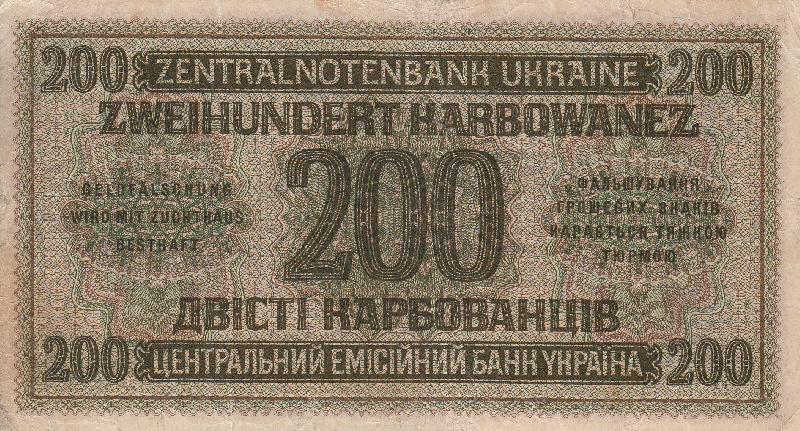 200 ZENTRALNOTENBANK UKRAINE 200
ZWEIHUNDERT KARBOWANEZ
200
GELDFÄLSCHUNG
WIRD MIT ZUCHTHAUS
BESTRAFT
ФАЛЬШУВАННЯ
ГРОШЕВИХ ЗНАКІВ
КАРАЄТЬСЯ ТЯЖКОЮ
ТЮРМОЮ
ДВІСТІ КАРБОВАНЦІВ
200 ЦЕНТРАЛЬНИЙ ЕМІСІЙНИЙ БАНК УКРАЇНА 200